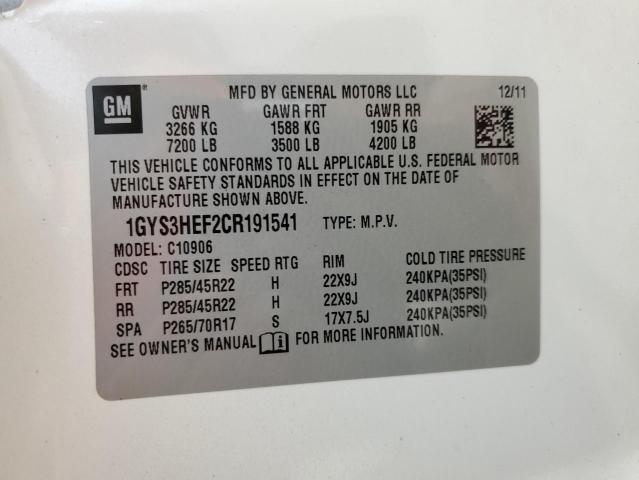 GM ® MFD BY GENERAL MOTORS LLC 12/11
GVWR GAWR FRT GAWR RR
3266 KG 1588 KG 1905 KG
7200 LB 3500 LB 4200 LB
THIS VEHICLE CONFORMS TO ALL APPLICABLE U.S. FEDERAL MOTOR
VEHICLE SAFETY STANDARDS IN EFFECT ON THE DATE OF
MANUFACTURE SHOWN ABOVE.
1GYS3HEF2CR191541 TYPE: M.P.V.
MODEL: C10906
CDSC TIRE SIZE SPEED RTG RIM COLD TIRE PRESSURE
FRT P285/45R22 H 22X9J 240KPA(35PSI)
RR P285/45R22 H 22X9J 240KPA(35PSI)
SPA P265/70R17 S 17X7.5J 240KPA(35PSI)
SEE OWNER'S MANUAL i FOR MORE INFORMATION.